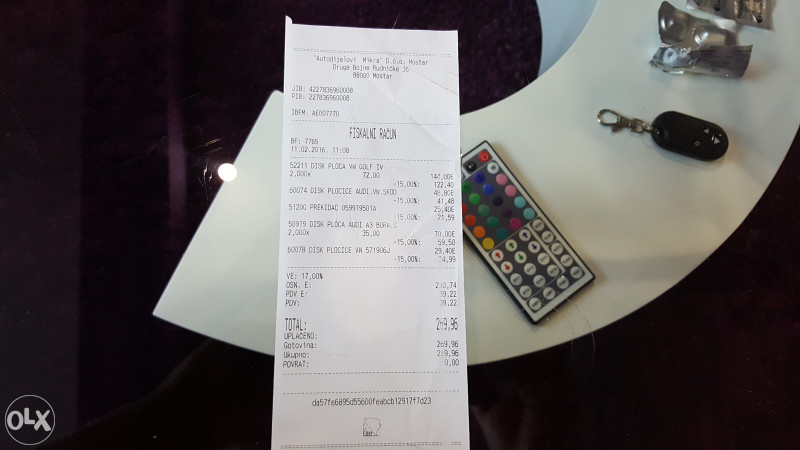 "Autodijelovi Mikra" D.o.o. Mostar
Druge Bojne Rudničke 36
88000 Mostar
JIB: 4227836960008
PIB: 227836960008
IBFM: AE007770
FISKALNI RAČUN
BF: 7765
11.02.2016. 11:08
52211 DISK PLOCA VW GOLF IV
2,000x 72,00 144,00E
-15,00%: 122,40
60074 DISK PLOCICE AUDI.VW.SKOD 48,80E
-15,00%: 41,48
51200 PREKIDAC 059919501A 25,40E
-15,00%: 21,59
50919 DISK PLOCA AUDI A3 BORA.S
2,000x 35,00 70,00E
-15,00%: 59,50
60078 DISK PLOCICE VW 571906J 29,40E
-15,00%: 24,99
VE: 17,00%
OSN. E: 230,74
PDV E: 39,22
PDV: 39,22
TOTAL: 269,96
UPLAĆENO:
Gotovina: 269,96
Ukupno: 269,96
POVRAT: 0,00
OLX